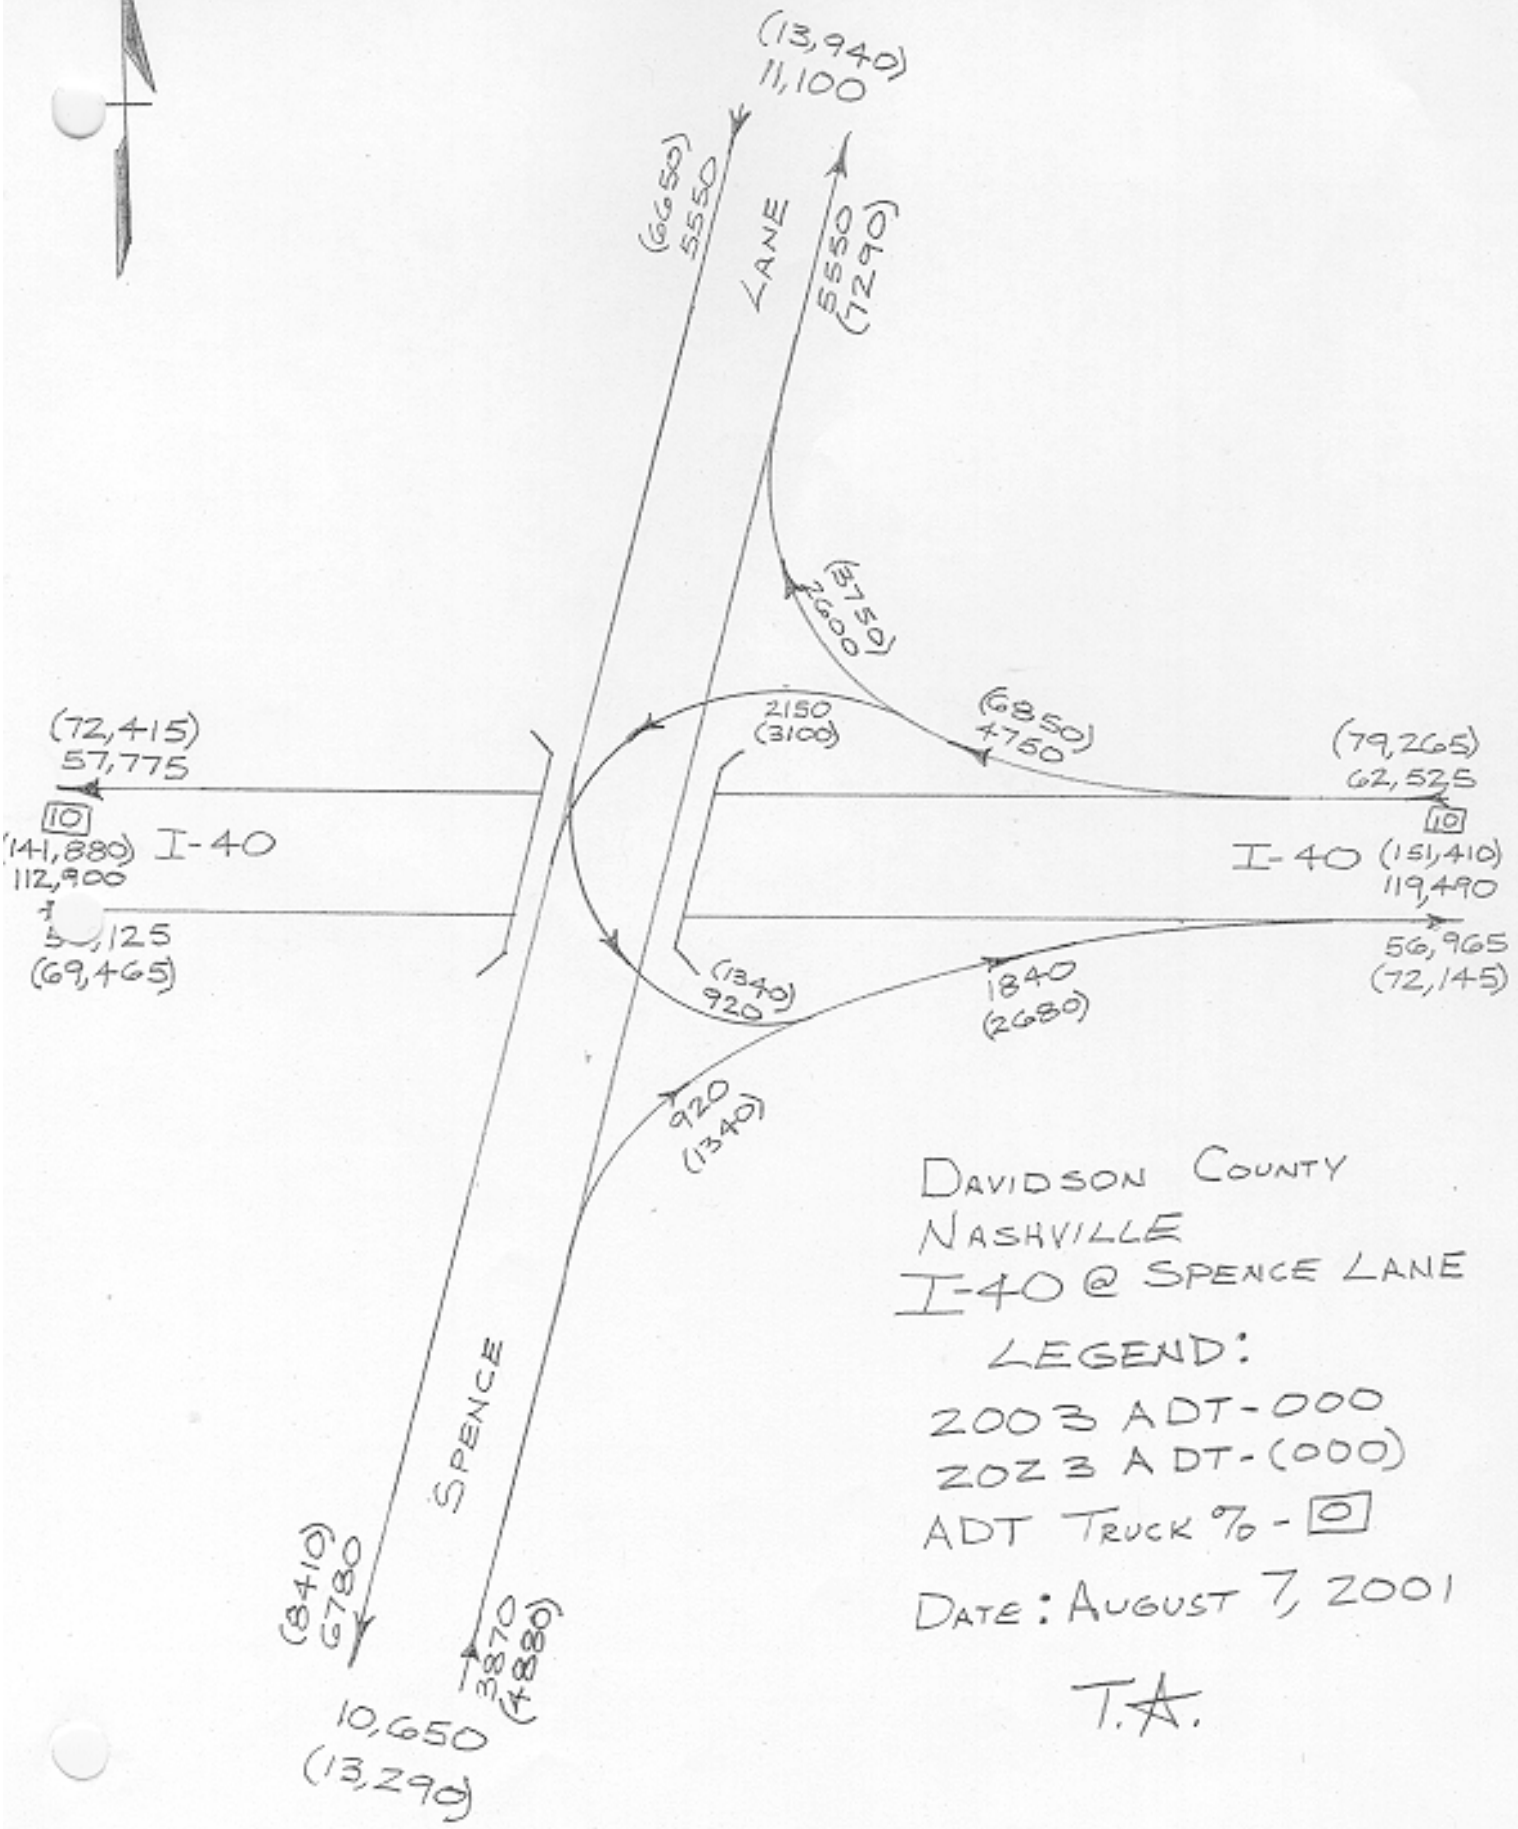 (13,940)
11,100
(6650)
5550
LANE
5550
(7290)
(3750)
2600
(6850)
4750
2150
(3100)
(72,415)
57,775
10
(141,880)
112,900
I-40
,125
(69,465)
(79,265)
62,525
10
I-40 (151,410)
119,490
56,965
(72,145)
(1340)
920
1840
(2680)
920
(1340)
DAVIDSON COUNTY
NASHVILLE
I-40 @ SPENCE LANE
LEGEND:
2003 ADT-000
2023 ADT-(000)
ADT TRUCK % - 0
DATE: AUGUST 7, 2001
T.A.
SPENCE
(8410)
6780
3870
(4880)
10,650
(13,290)